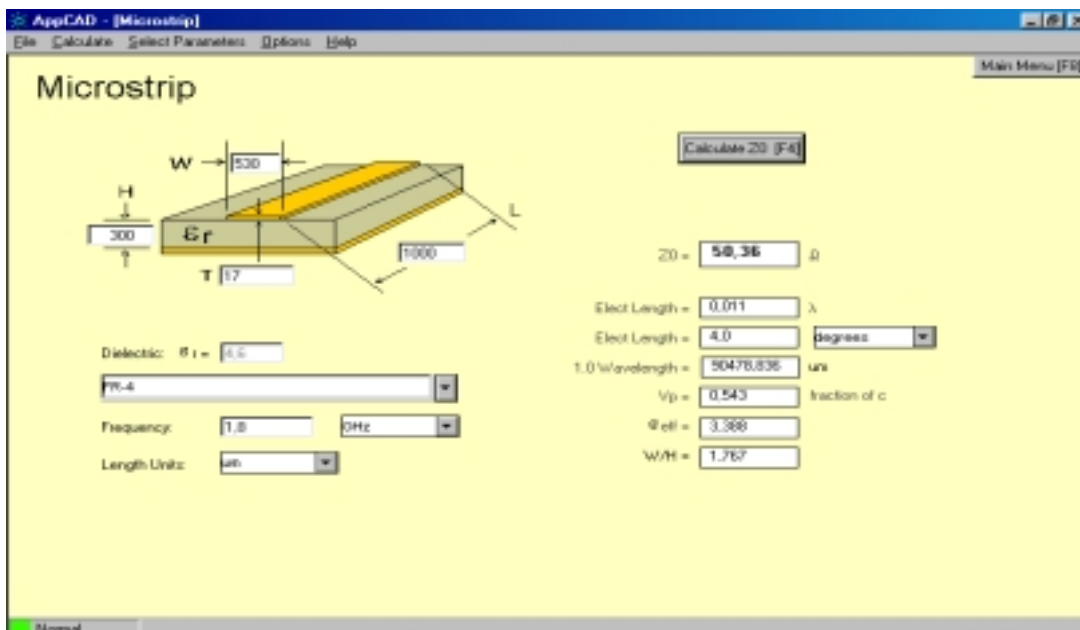 AppCAD - [Microstrip]
File Calculate Select Parameters Options Help
Main Menu [F8]
Microstrip
Calculate Z0 [F4]
W 530
H
300
εr
L
1000
T 17
Z0 = 50,36 Ω
Elect Length = 0,011 λ
Elect Length = 4,0 degrees
1.0 Wavelength = 90478,836 um
Vp = 0,543 fraction of c
eff = 3,388
W/H = 1,767
Dielectric: εr = 4,6
FR-4
Frequency: GHz
Length Units: um
Normal